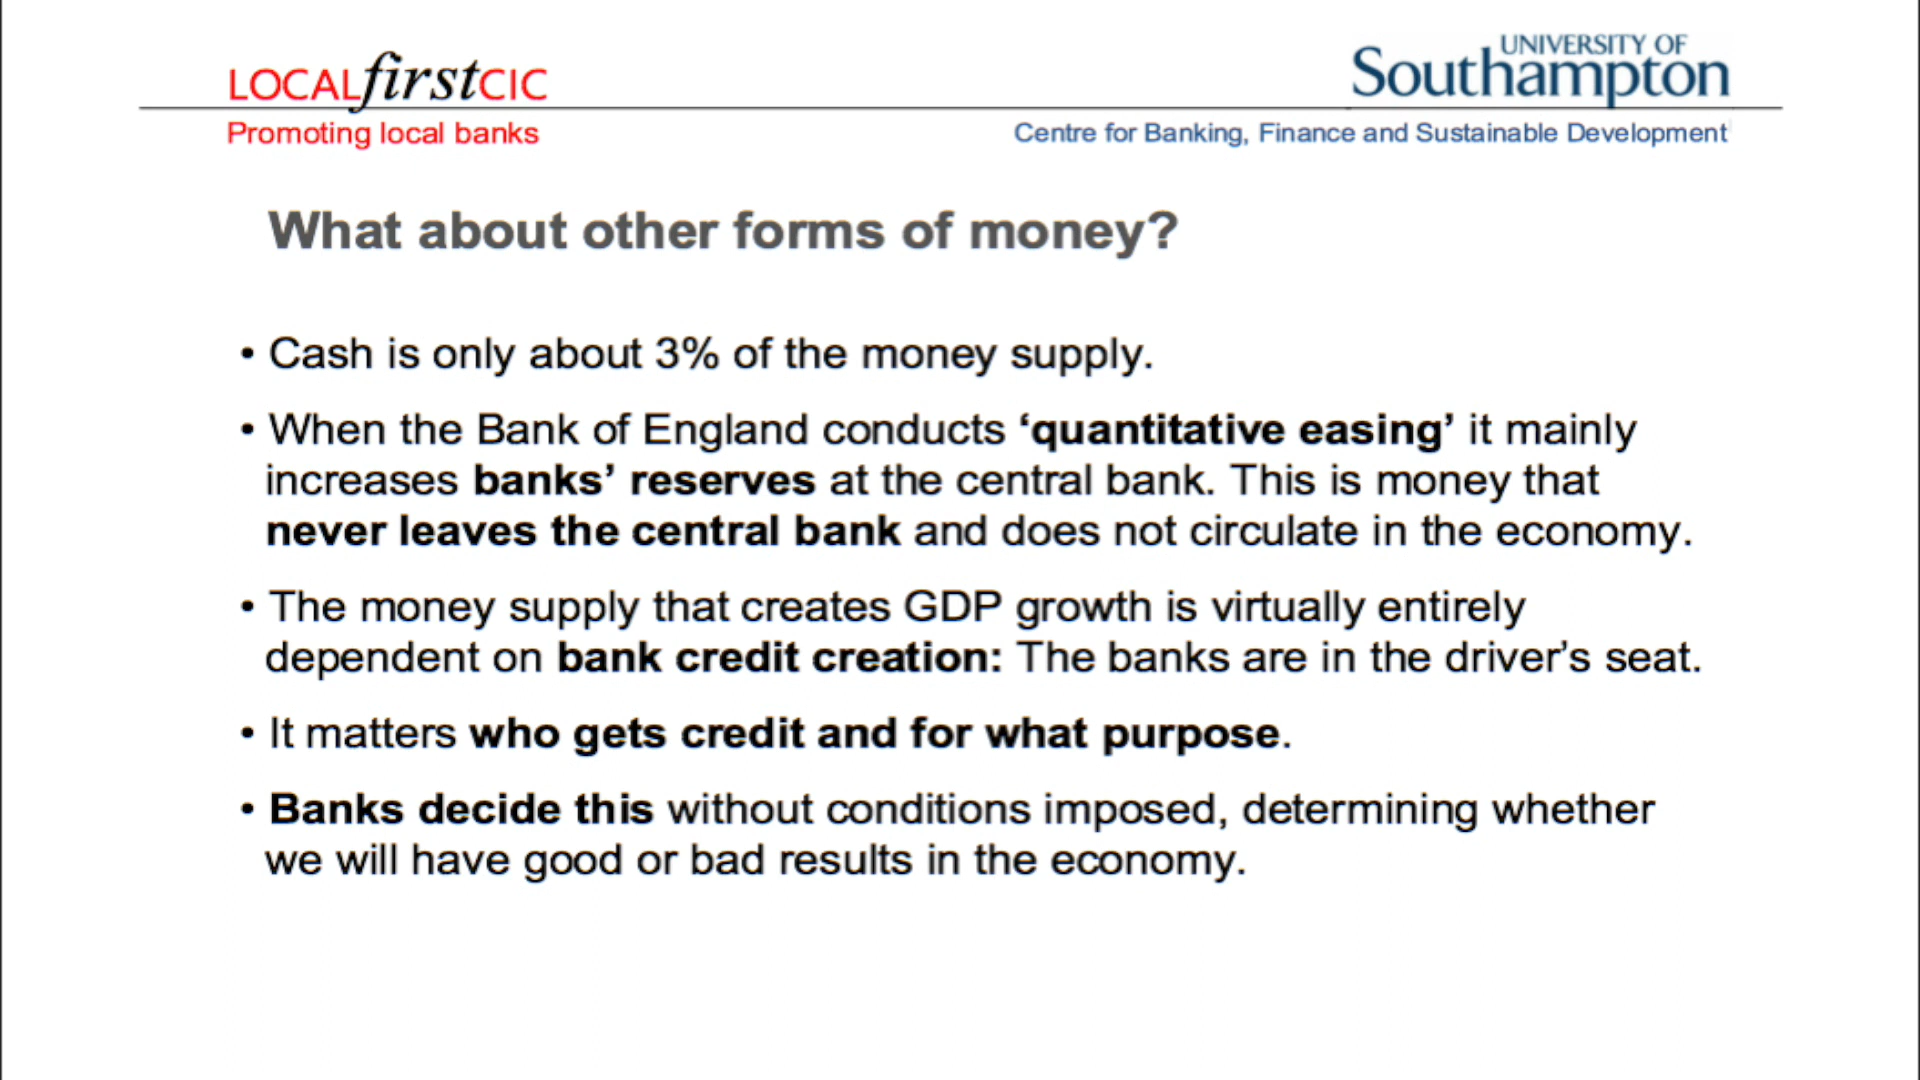 LOCALfirstCIC
Promoting local banks
UNIVERSITY OF
Southampton
Centre for Banking, Finance and Sustainable Development
What about other forms of money?
• Cash is only about 3% of the money supply.
• When the Bank of England conducts ‘quantitative easing’ it mainly
increases banks’ reserves at the central bank. This is money that
never leaves the central bank and does not circulate in the economy.
• The money supply that creates GDP growth is virtually entirely
dependent on bank credit creation: The banks are in the driver’s seat.
• It matters who gets credit and for what purpose.
• Banks decide this without conditions imposed, determining whether
we will have good or bad results in the economy.